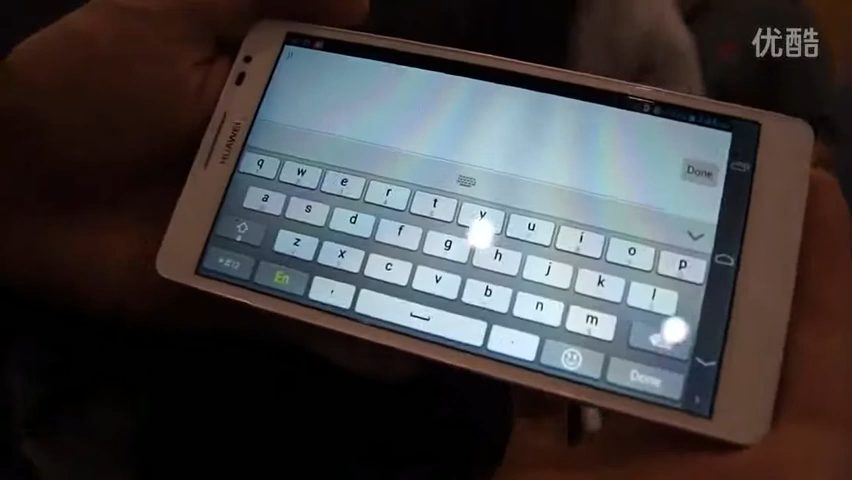 优酷
HUAWEI
Done
q w e r t y u i o p
a s d f g h j k l
z x c v b n m
En , .
Done